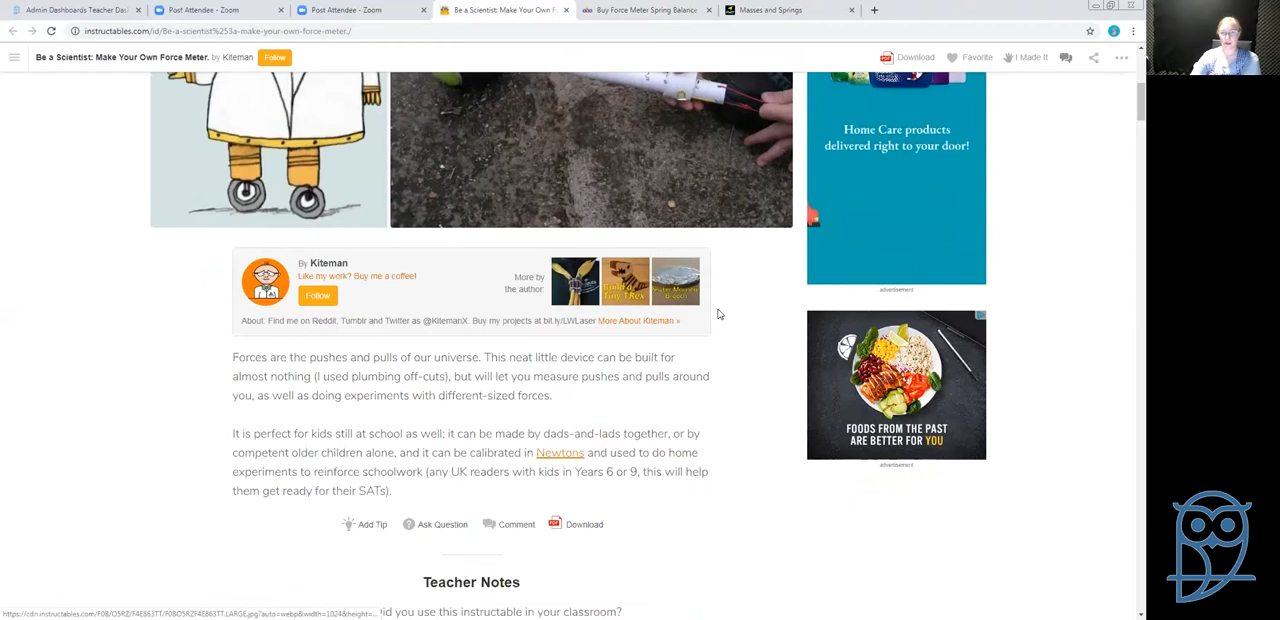 Admin Dashboards Teacher Das
Post Attendee - Zoom
Post Attendee - Zoom
Be a Scientist: Make Your Own F
Buy Force Meter Spring Balance
Masses and Springs
instructables.com/id/Be-a-scientist%253a-make-your-own-force-meter./
Be a Scientist: Make Your Own Force Meter. by Kiteman Follow
Download Favorite I Made It
Home Care products
delivered right to your door!
advertisement
By Kiteman
Like my work? Buy me a coffee!
Follow
More by
the author:
Build a
Tiny T.Rex
About: Find me on Reddit, Tumblr and Twitter as @KitemanX. Buy my projects at bit.ly/LWLaser More About Kiteman »
Forces are the pushes and pulls of our universe. This neat little device can be built for
almost nothing (I used plumbing off-cuts), but will let you measure pushes and pulls around
you, as well as doing experiments with different-sized forces.
It is perfect for kids still at school as well; it can be made by dads-and-lads together, or by
competent older children alone, and it can be calibrated in Newtons and used to do home
experiments to reinforce schoolwork (any UK readers with kids in Years 6 or 9, this will help
them get ready for their SATs).
FOODS FROM THE PAST
ARE BETTER FOR YOU
advertisement
Add Tip Ask Question Comment Download
Teacher Notes
id you use this instructable in your classroom?